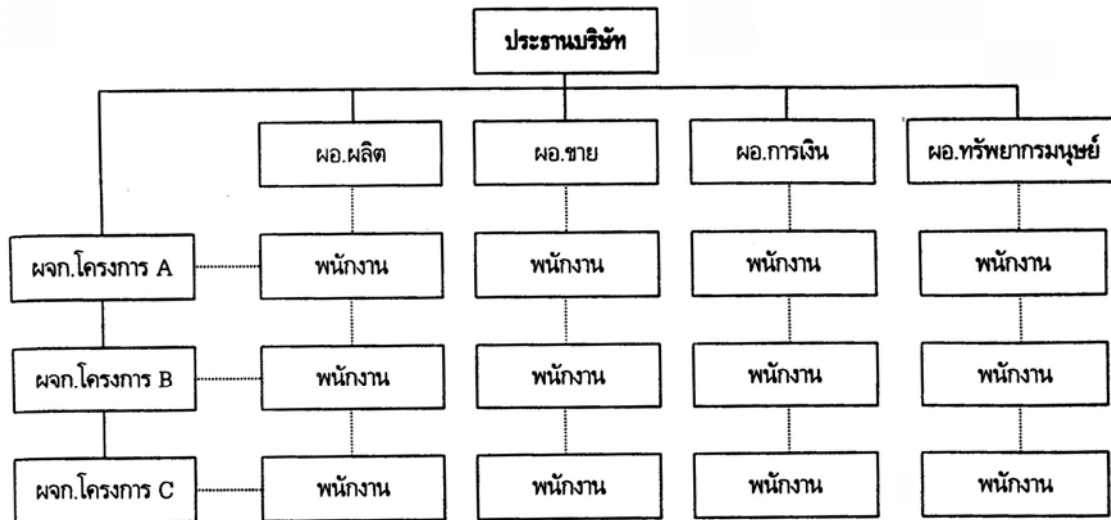 ประธานบริษัท
ผอ.ผลิต
ผอ.ขาย
ผอ.การเงิน
ผอ.ทรัพยากรมนุษย์
ผจก.โครงการ A
พนักงาน
พนักงาน
พนักงาน
พนักงาน
ผจก.โครงการ B
พนักงาน
พนักงาน
พนักงาน
พนักงาน
ผจก.โครงการ C
พนักงาน
พนักงาน
พนักงาน
พนักงาน